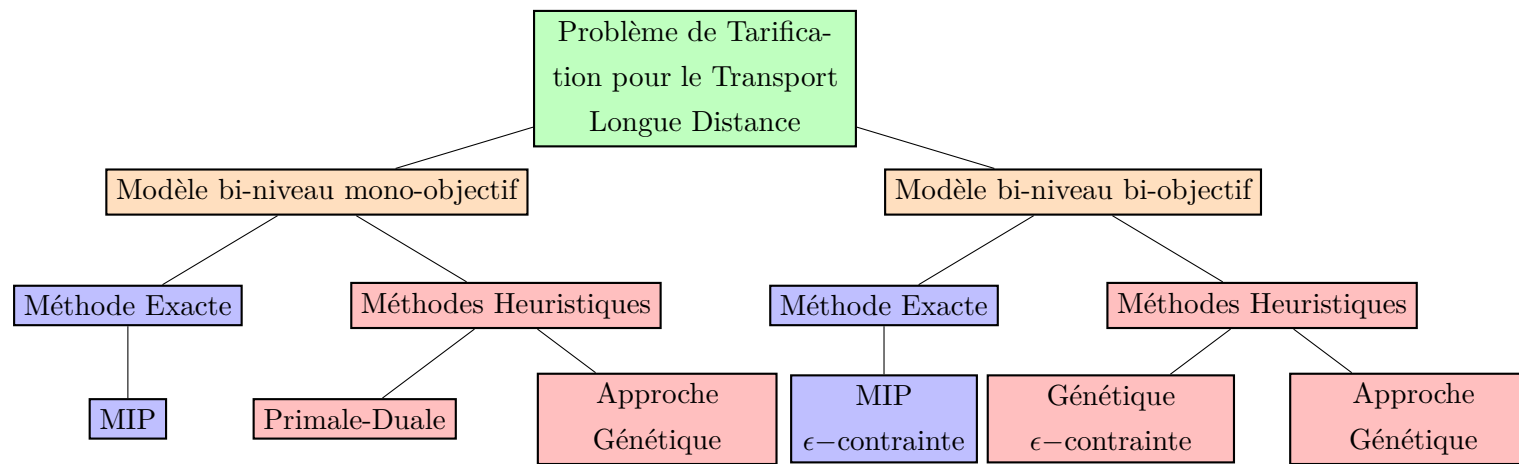 Problème de Tarifica-
tion pour le Transport
Longue Distance
Modèle bi-niveau mono-objectif
Modèle bi-niveau bi-objectif
Méthode Exacte
Méthodes Heuristiques
Méthode Exacte
Méthodes Heuristiques
MIP
Primale-Duale
Approche
Génétique
MIP
ϵ−contrainte
Génétique
ϵ−contrainte
Approche
Génétique